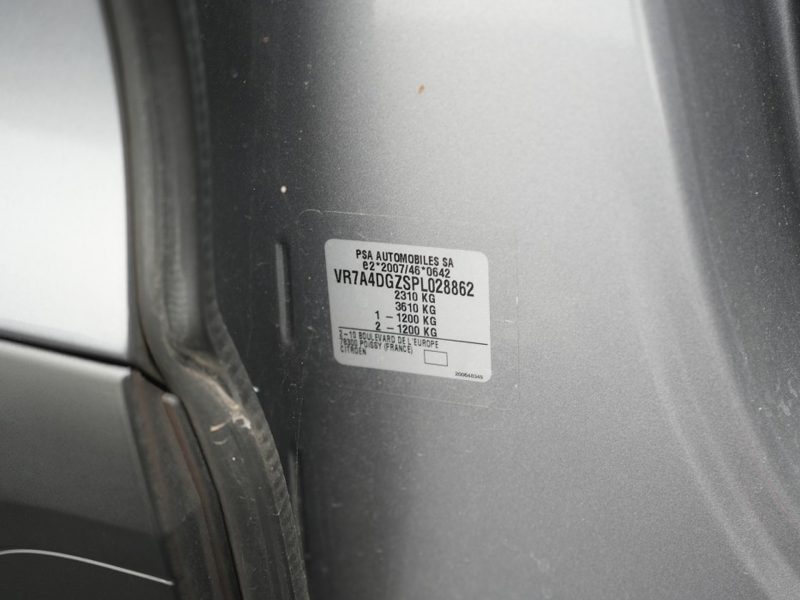 PSA AUTOMOBILES SA
e2*2007/46*0642
VR7A4DGZSPL028862
2310 KG
3610 KG
1 - 1200 KG
2 - 1200 KG
2-10 BOULEVARD DE L'EUROPE
78300 POISSY (FRANCE)
CITROEN